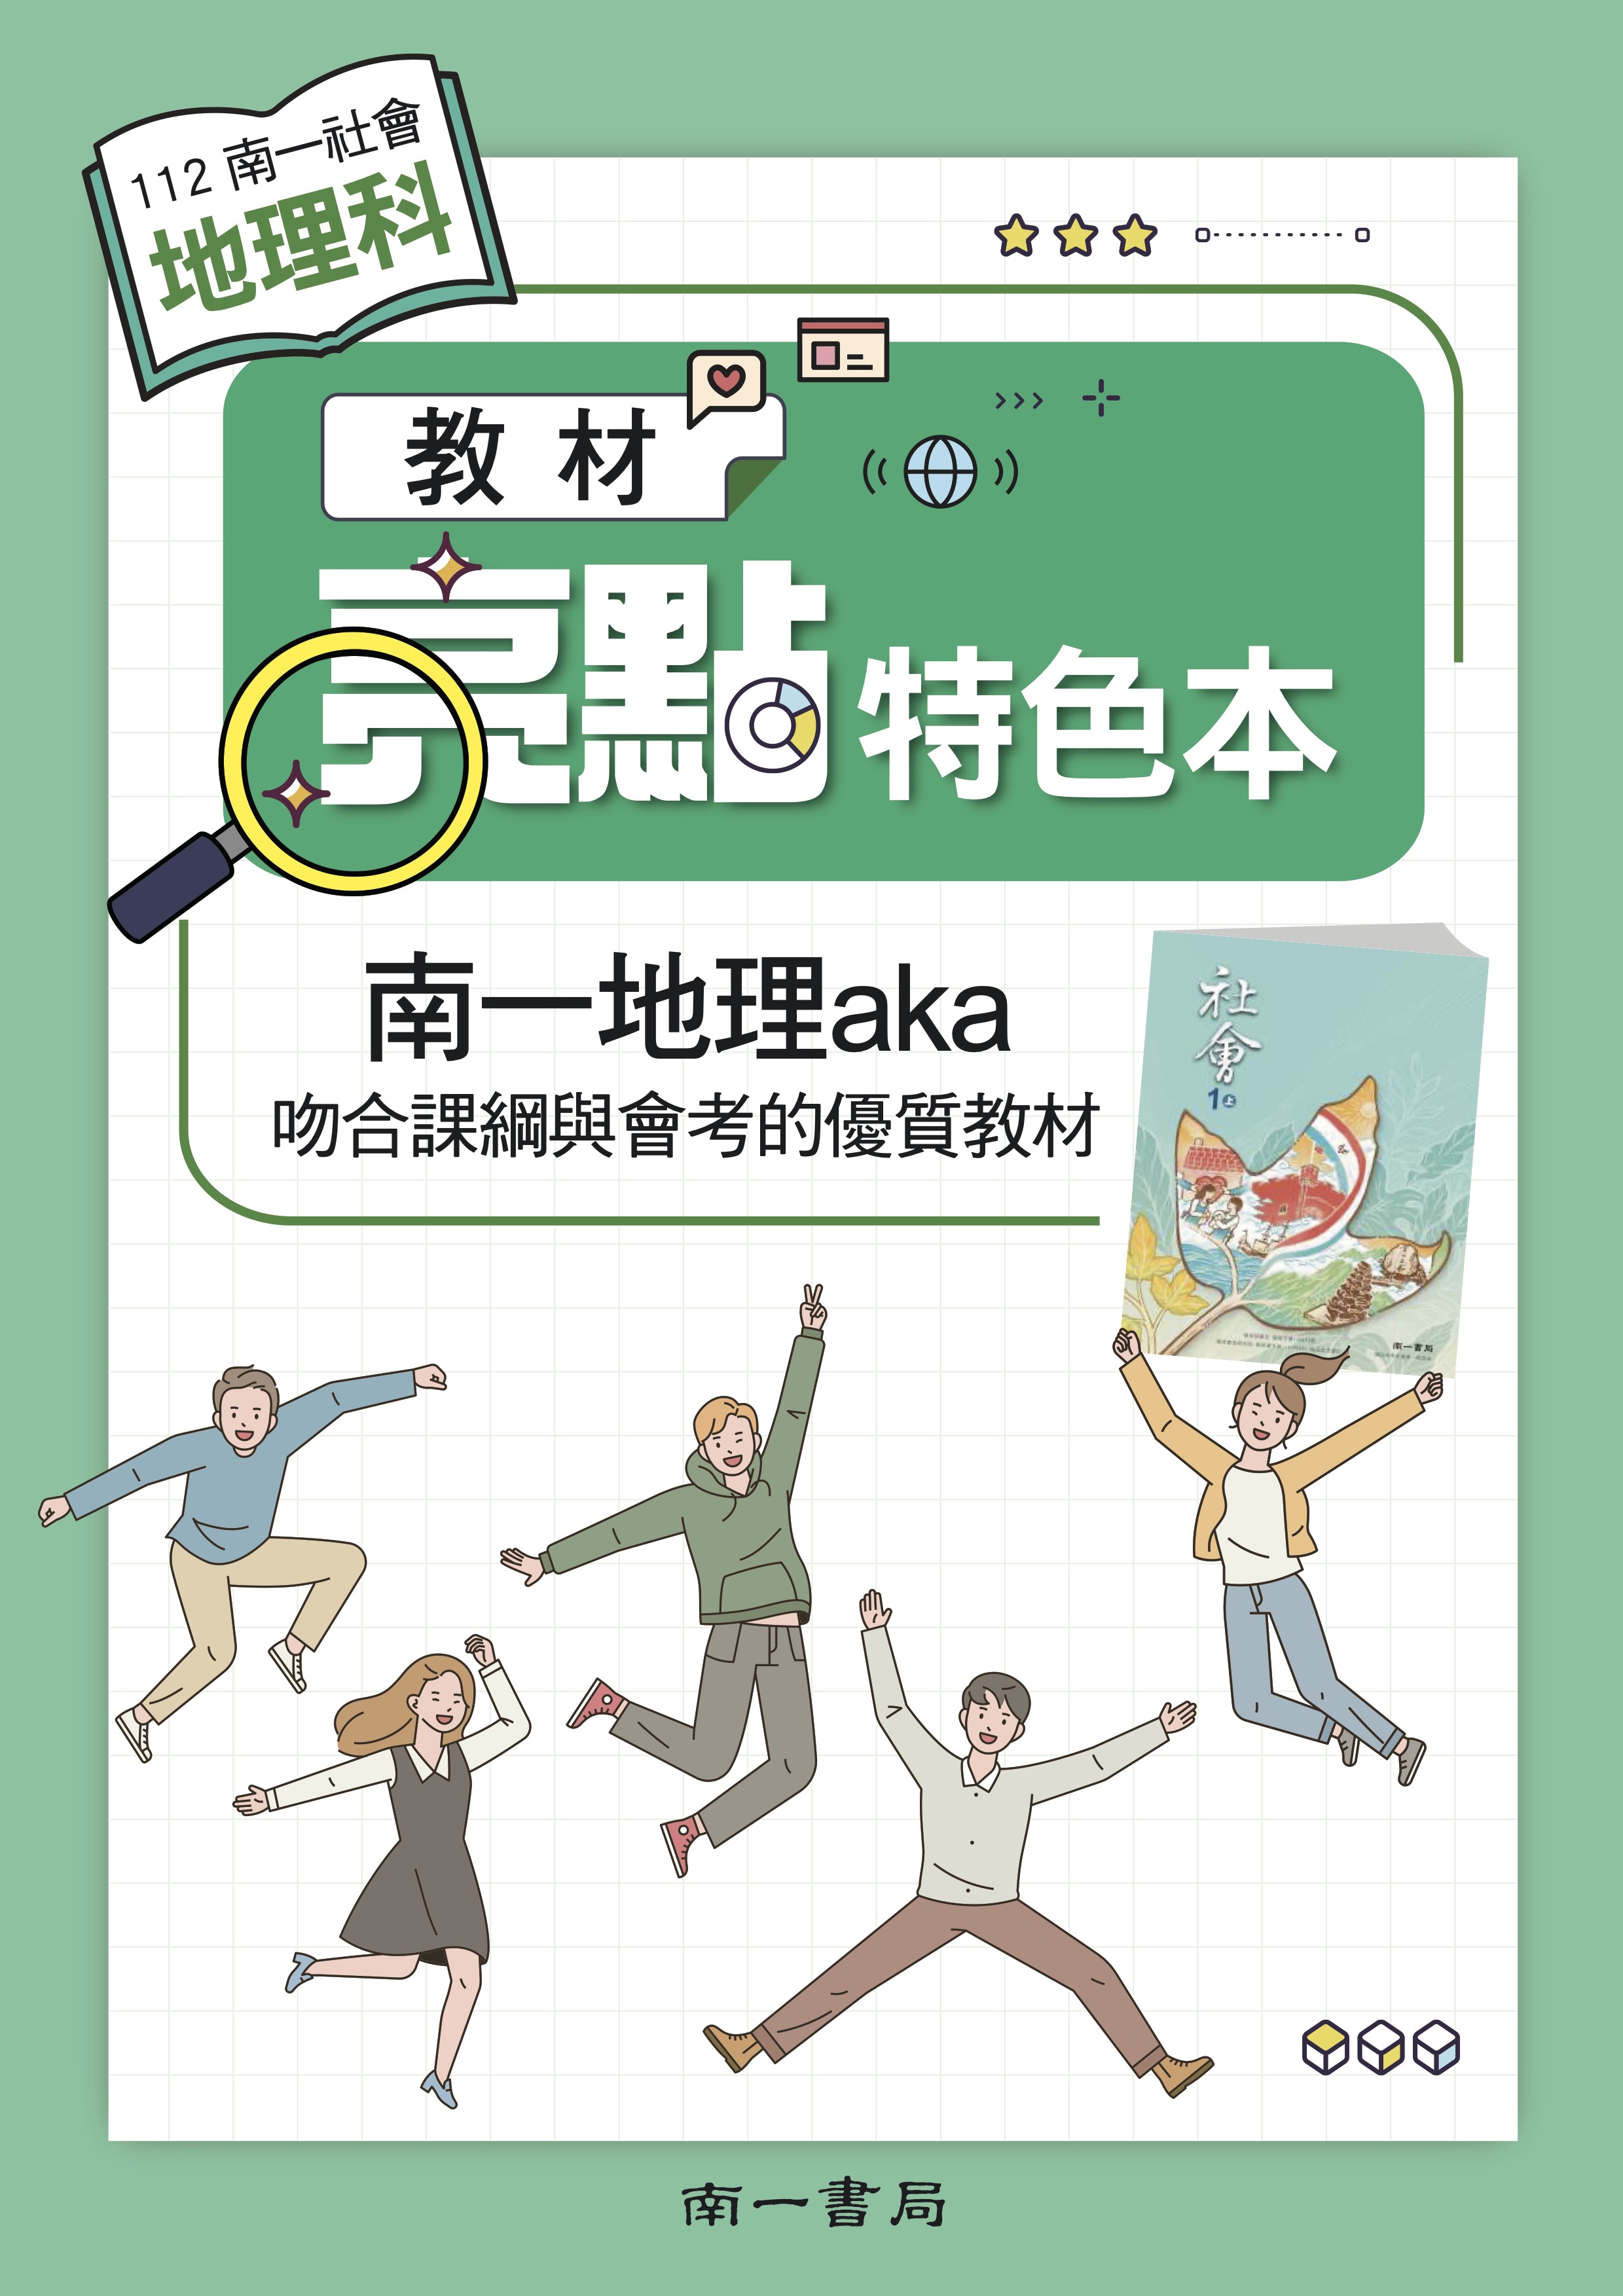 112 南一社會
地理科
教材
亮點特色本
南一地理aka
吻合課綱與會考的優質教材
社會
1上
南一書局
南一書局